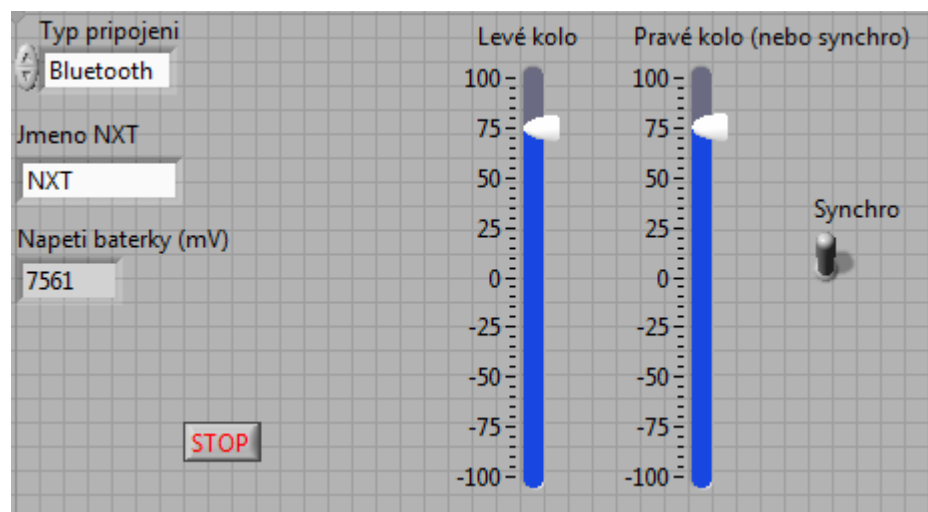 Typ pripojeni
Bluetooth
Jmeno NXT
NXT
Napeti baterky (mV)
7561
STOP
Levé kolo
100
75
50
25
0
-25
-50
-75
-100
Pravé kolo (nebo synchro)
100
75
50
25
0
-25
-50
-75
-100
Synchro